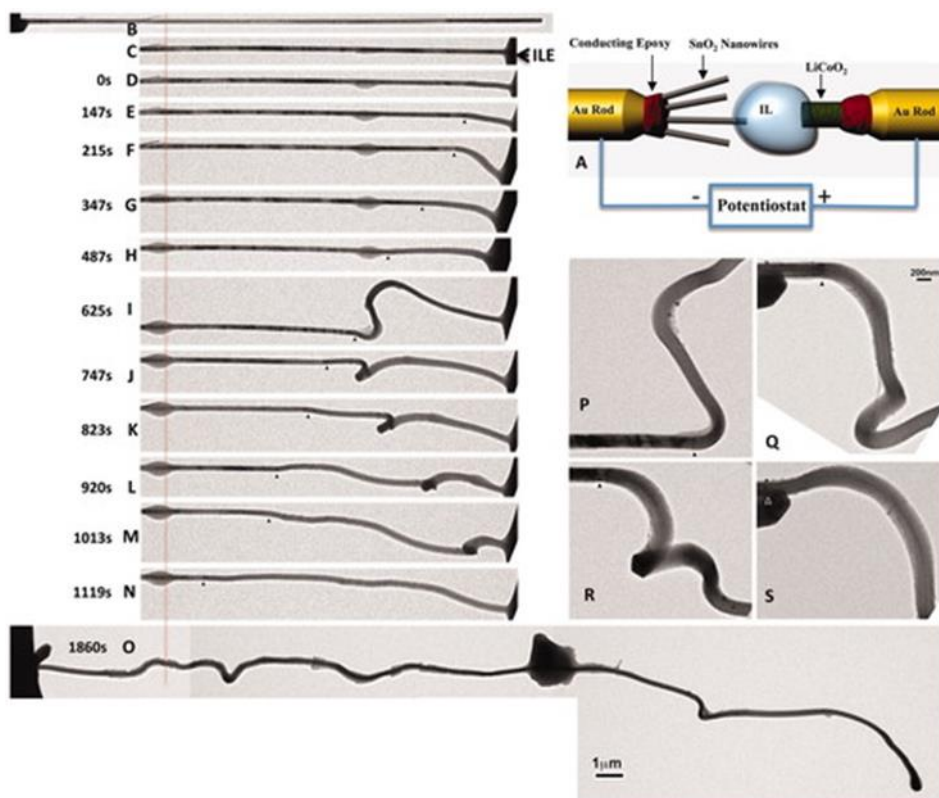 B
C
ILE
0s D
147s E
215s F
347s G
487s H
625s I
747s J
823s K
920s L
1013s M
1119s N
1860s O
1µm
Conducting Epoxy
SnO₂ Nanowires
LiCoO₂
Au Rod
IL
Au Rod
A
- Potentiostat +
P
Q
200nm
R
S